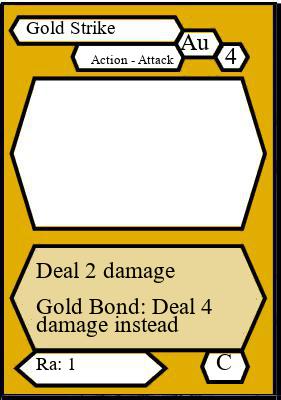 Gold Strike
Au
Action - Attack
4
Deal 2 damage
Gold Bond: Deal 4
damage instead
Ra: 1
C